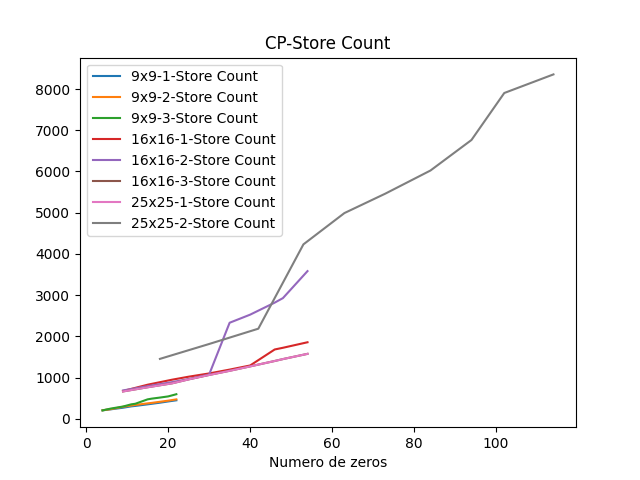 CP-Store Count
9x9-1-Store Count
9x9-2-Store Count
9x9-3-Store Count
16x16-1-Store Count
16x16-2-Store Count
16x16-3-Store Count
25x25-1-Store Count
25x25-2-Store Count
8000
7000
6000
5000
4000
3000
2000
1000
0
0 20 40 60 80 100
Numero de zeros